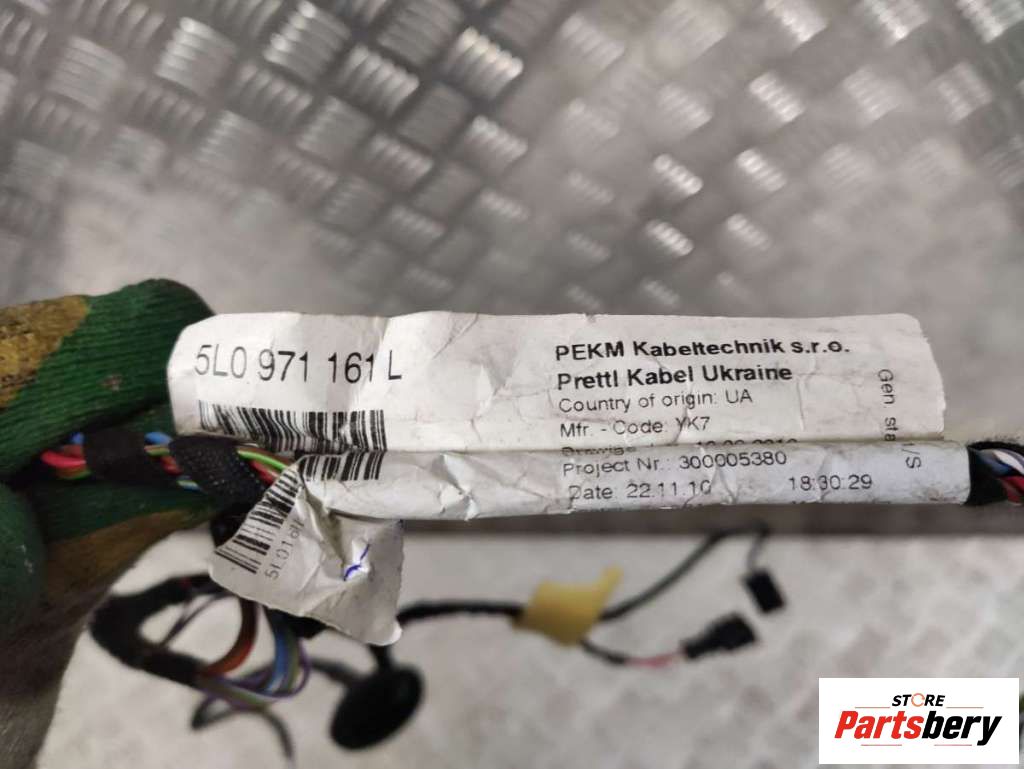 5L0 971 161 L
PEKM Kabeltechnik s.r.o.
Prettl Kabel Ukraine
Country of origin: UA
Mfr. - Code: YK7
Project Nr.: 300005380
Date: 22.11.10 18:30:29
Gen sta
/S
STORE
Partsbery